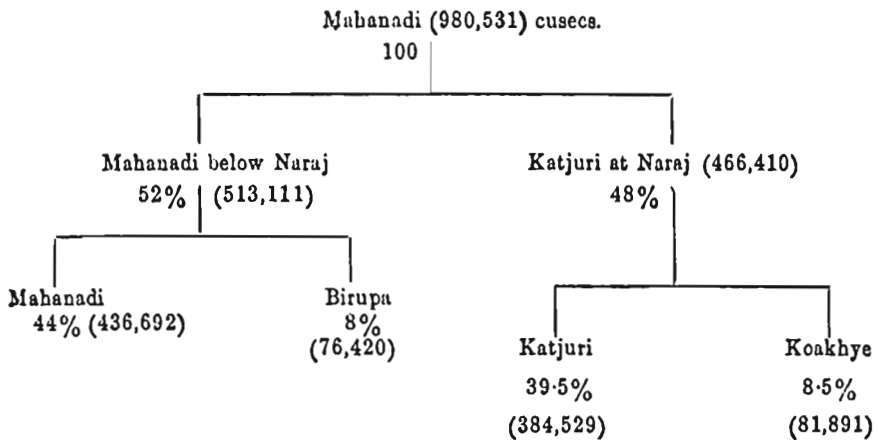 Mahanadi (980,531) cusecs.
100
Mahanadi below Naraj
52% (513,111)
Katjuri at Naraj (466,410)
48%
Mahanadi
44% (436,692)
Birupa
8%
(76,420)
Katjuri
39·5%
(384,529)
Koakhye
8·5%
(81,891)